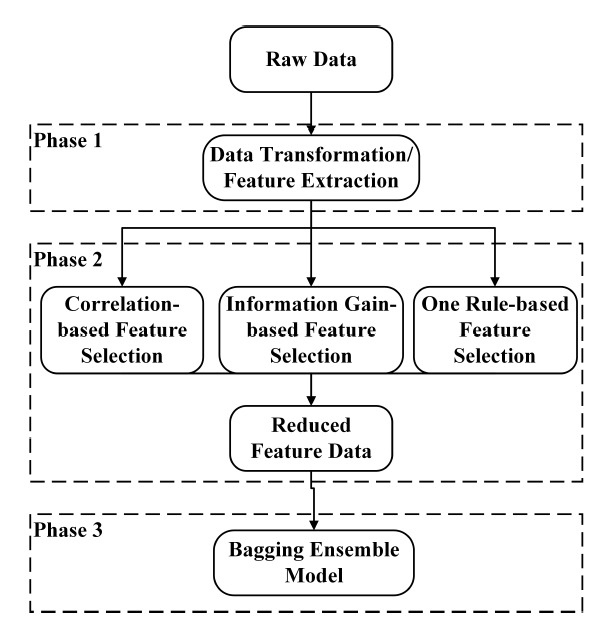 Raw Data
Phase 1
Data Transformation/
Feature Extraction
Phase 2
Correlation-
based Feature
Selection
Information Gain-
based Feature
Selection
One Rule-based
Feature
Selection
Reduced
Feature Data
Phase 3
Bagging Ensemble
Model